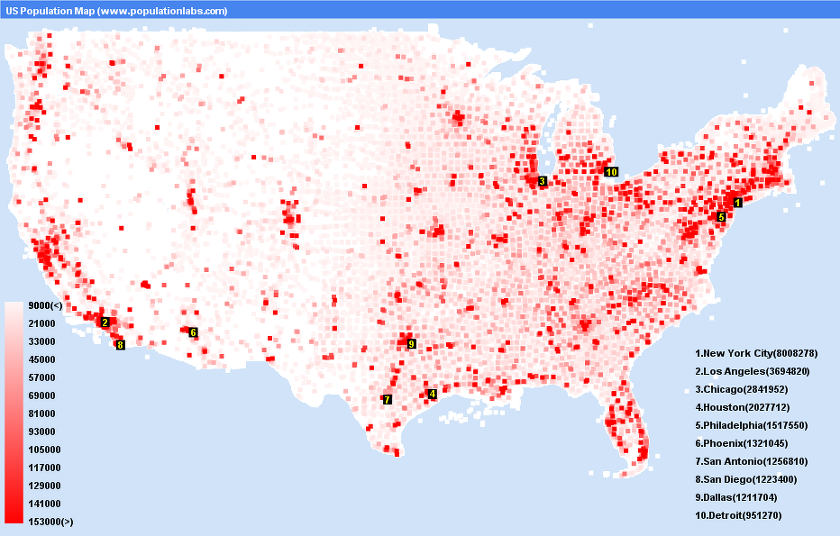 US Population Map (www.populationlabs.com)
10
3
1
5
9000(<)
21000
2
6
33000
8
9
45000
57000
7
4
69000
81000
93000
105000
117000
129000
141000
153000(>)
1.New York City(8008278)
2.Los Angeles(3694820)
3.Chicago(2841952)
4.Houston(2027712)
5.Philadelphia(1517550)
6.Phoenix(1321045)
7.San Antonio(1256810)
8.San Diego(1223400)
9.Dallas(1211704)
10.Detroit(951270)